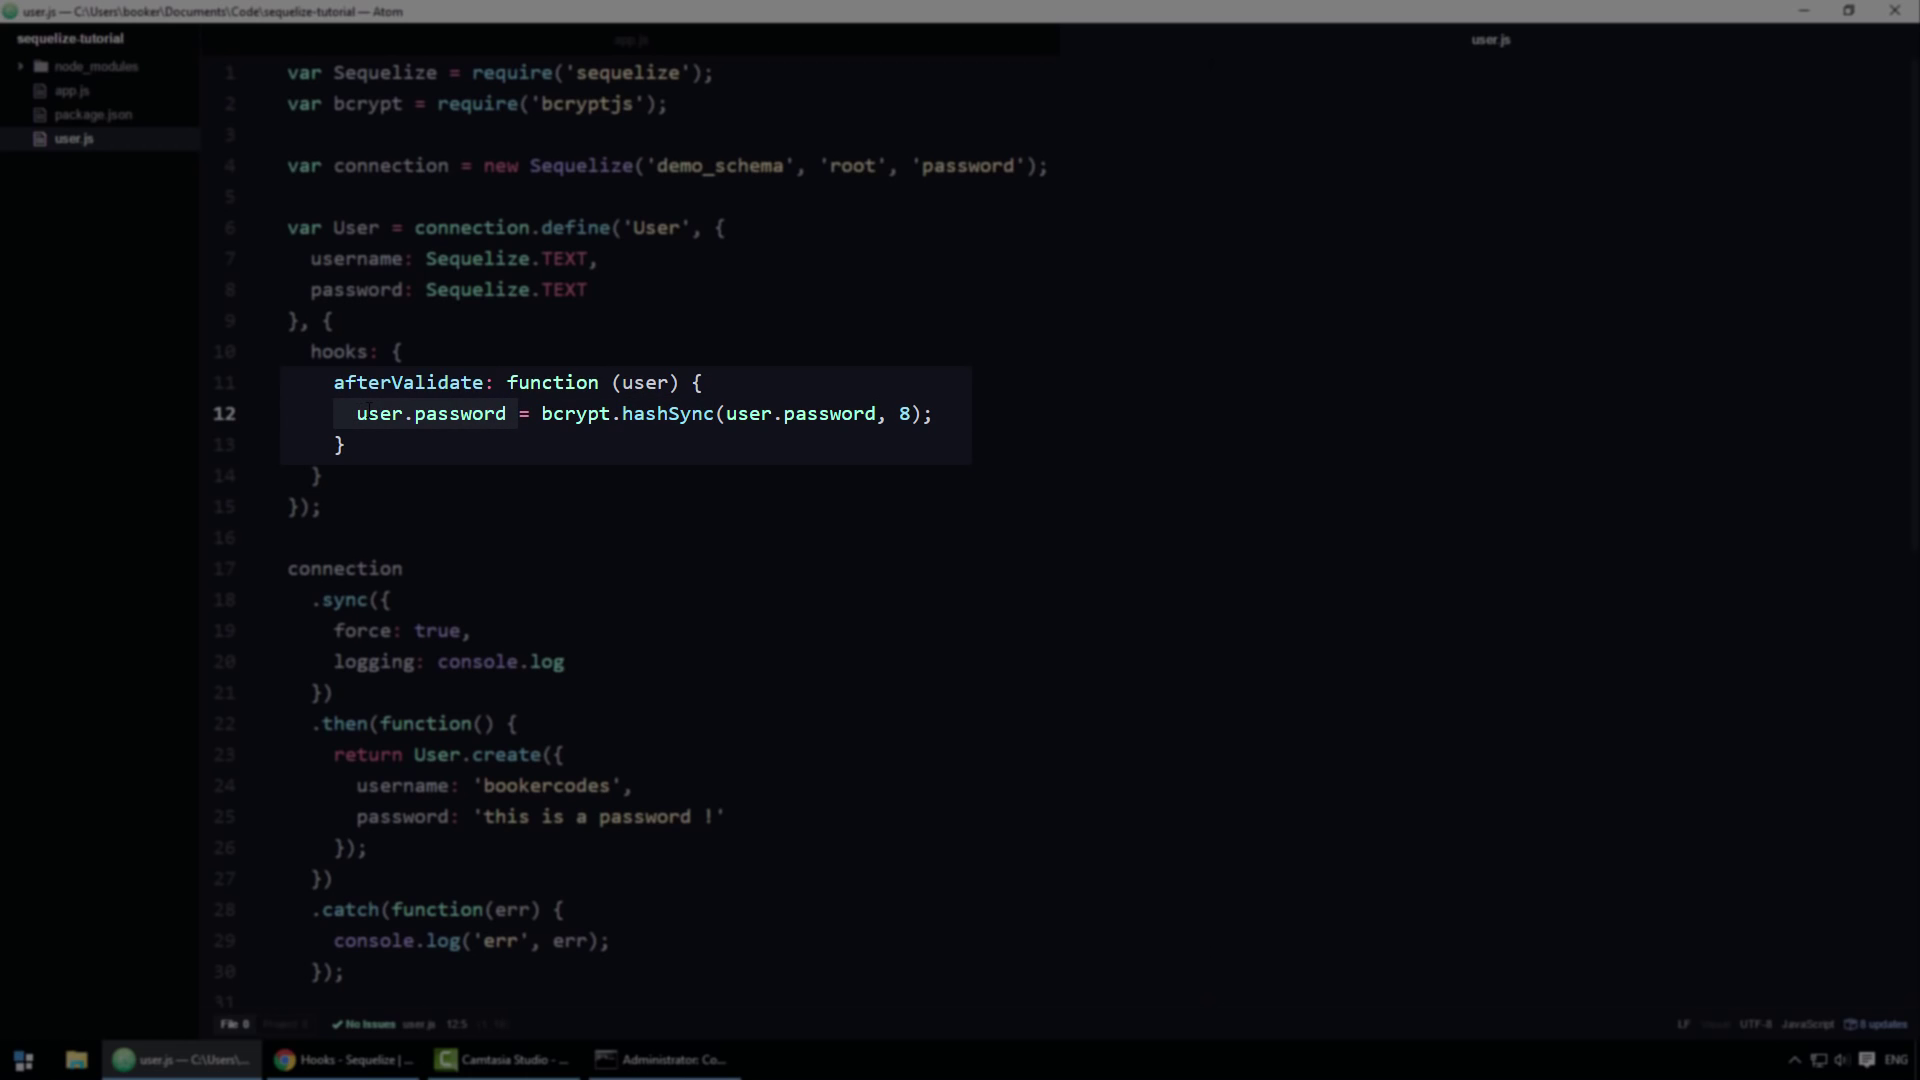 user.js — C:\Users\booker\Documents\Code\sequelize-tutorial — Atom
sequelize-tutorial
node_modules
app.js
package.json
user.js
app.js
user.js
1 var Sequelize = require('sequelize');
2 var bcrypt = require('bcryptjs');
3
4 var connection = new Sequelize('demo_schema', 'root', 'password');
5
6 var User = connection.define('User', {
7 username: Sequelize.TEXT,
8 password: Sequelize.TEXT
9 }, {
10 hooks: {
11 afterValidate: function (user) {
12 user.password = bcrypt.hashSync(user.password, 8);
13 }
14 }
15 });
16
17 connection
18 .sync({
19 force: true,
20 logging: console.log
21 })
22 .then(function() {
23 return User.create({
24 username: 'bookercodes',
25 password: 'this is a password !'
26 });
27 })
28 .catch(function(err) {
29 console.log('err', err);
30 });
31
File 0 Project 0 No Issues user.js 12:5 LF UTF-8 JavaScript 8 updates
user.js — C:\Users\... Hooks - Sequelize | ... Camtasia Studio - ... Administrator: Co... ENG